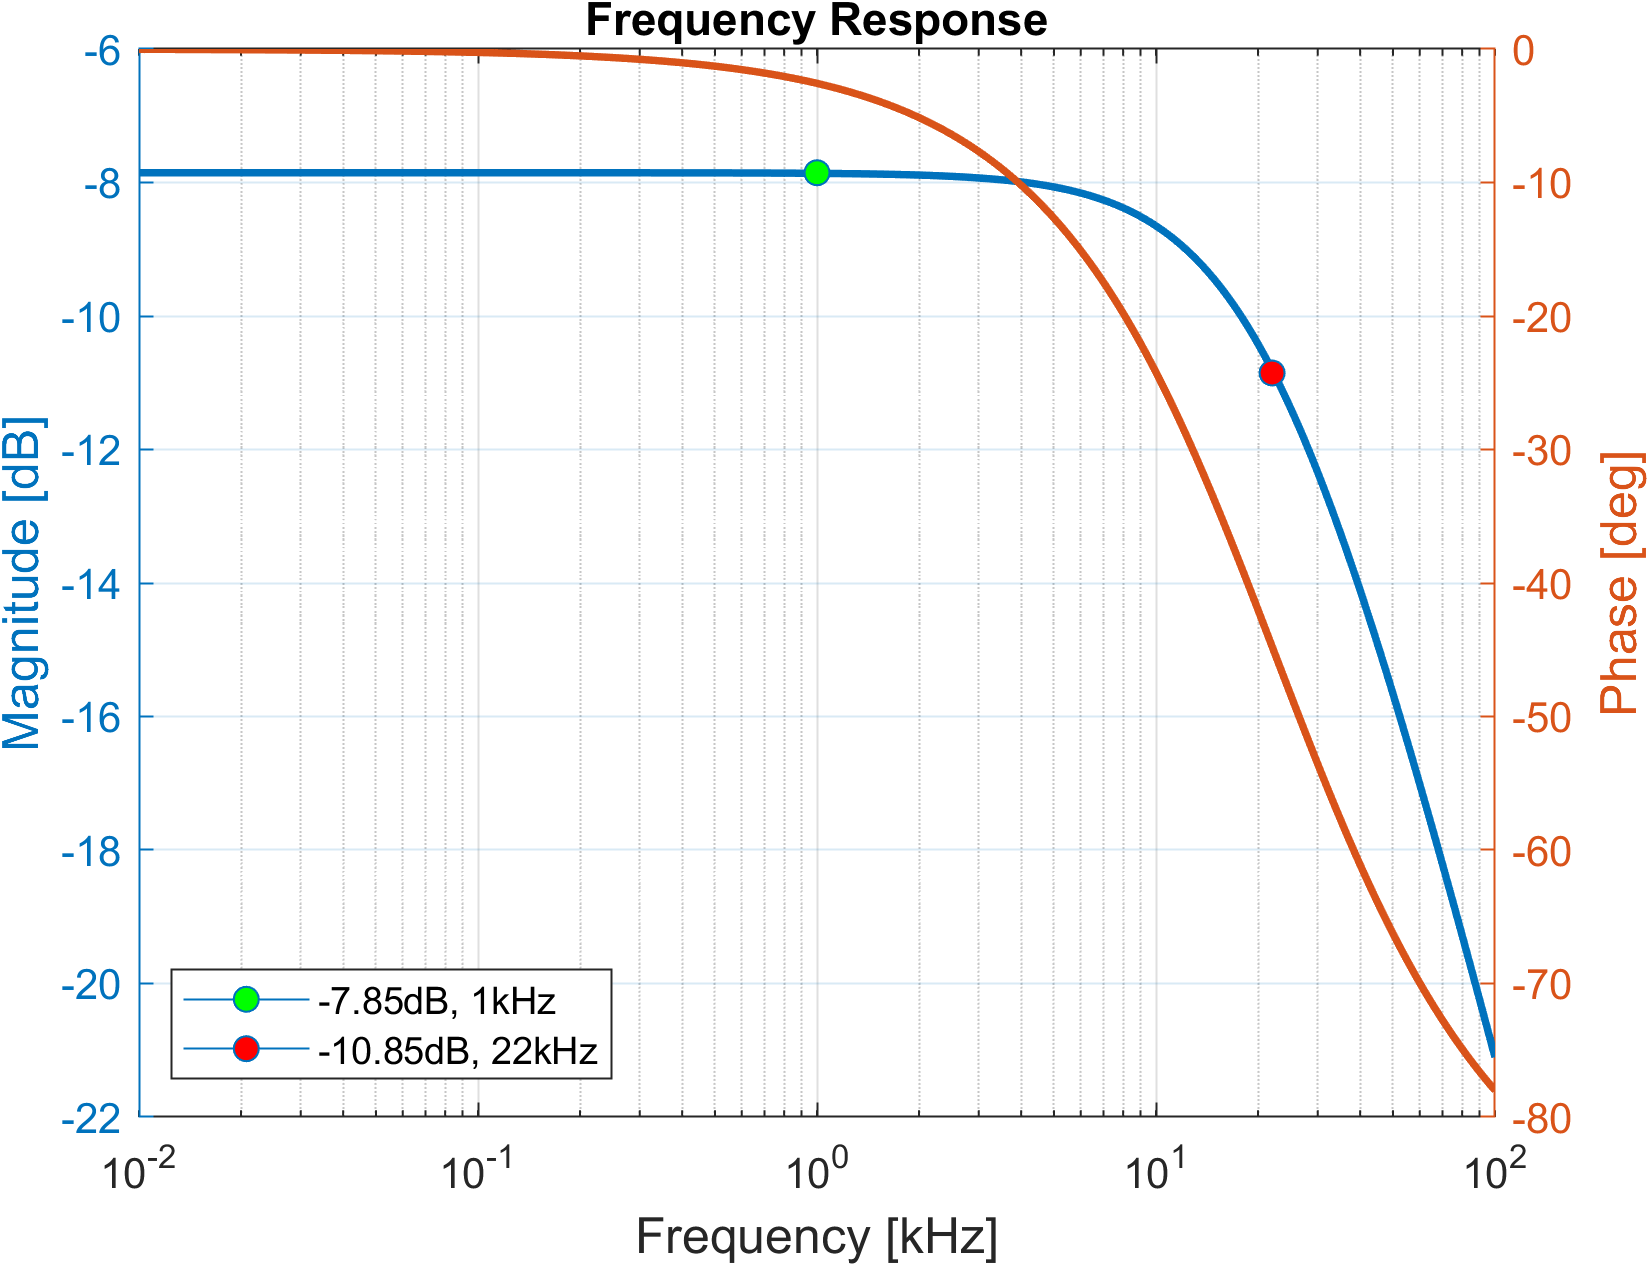 Frequency Response
-6
-8
-10
-12
-14
-16
-18
-20
-22
Magnitude [dB]
0
-10
-20
-30
-40
-50
-60
-70
-80
Phase [deg]
-7.85dB, 1kHz
-10.85dB, 22kHz
10-2 10-1 100 101 102
Frequency [kHz]